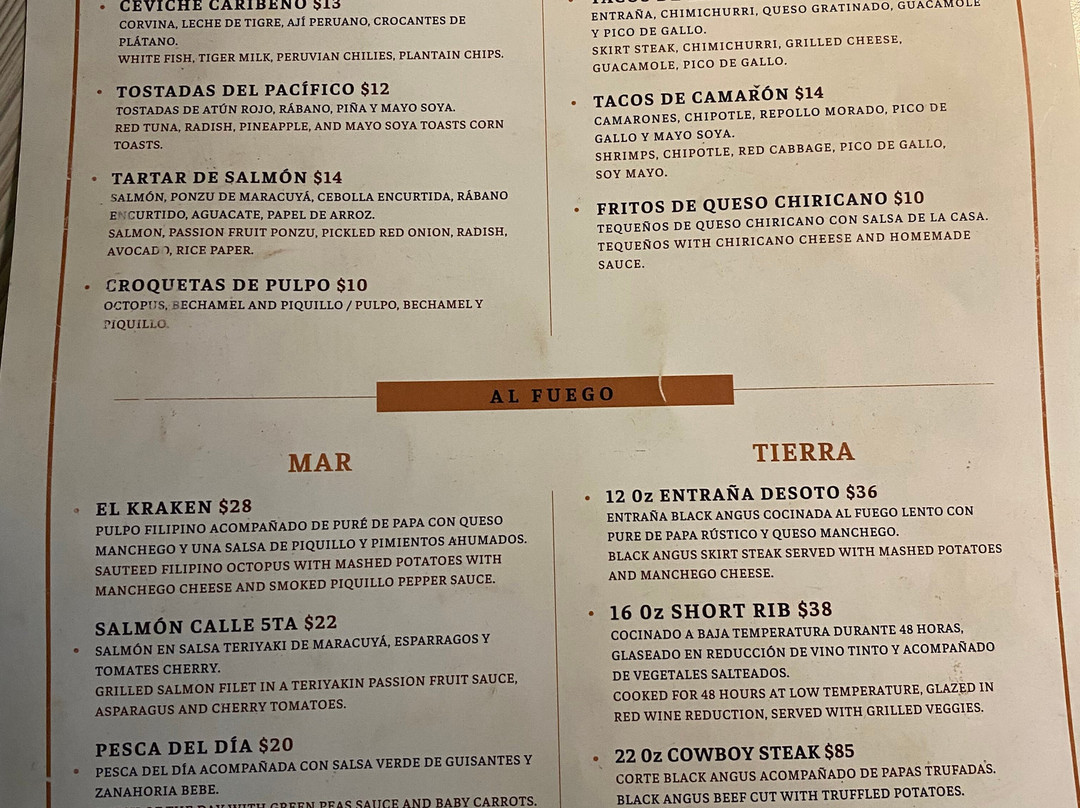 CEVICHE CARIBEÑO $13
CORVINA, LECHE DE TIGRE, AJÍ PERUANO, CROCANTES DE
PLÁTANO.
WHITE FISH, TIGER MILK, PERUVIAN CHILIES, PLANTAIN CHIPS.
TOSTADAS DEL PACÍFICO $12
TOSTADAS DE ATÚN ROJO, RÁBANO, PIÑA Y MAYO SOYA.
RED TUNA, RADISH, PINEAPPLE, AND MAYO SOYA TOASTS CORN
TOASTS.
TARTAR DE SALMÓN $14
SALMÓN, PONZU DE MARACUYÁ, CEBOLLA ENCURTIDA, RÁBANO
ENCURTIDO, AGUACATE, PAPEL DE ARROZ.
SALMON, PASSION FRUIT PONZU, PICKLED RED ONION, RADISH,
AVOCADO, RICE PAPER.
CROQUETAS DE PULPO $10
OCTOPUS, BECHAMEL AND PIQUILLO / PULPO, BECHAMEL Y
PIQUILLO.
TACOS DE
ENTRAÑA, CHIMICHURRI, QUESO GRATINADO, GUACAMOLE
Y PICO DE GALLO.
SKIRT STEAK, CHIMICHURRI, GRILLED CHEESE,
GUACAMOLE, PICO DE GALLO.
TACOS DE CAMARÓN $14
CAMARONES, CHIPOTLE, REPOLLO MORADO, PICO DE
GALLO Y MAYO SOYA.
SHRIMPS, CHIPOTLE, RED CABBAGE, PICO DE GALLO,
SOY MAYO.
FRITOS DE QUESO CHIRICANO $10
TEQUEÑOS DE QUESO CHIRICANO CON SALSA DE LA CASA.
TEQUEÑOS WITH CHIRICANO CHEESE AND HOMEMADE
SAUCE.
AL FUEGO
MAR
EL KRAKEN $28
PULPO FILIPINO ACOMPAÑADO DE PURÉ DE PAPA CON QUESO
MANCHEGO Y UNA SALSA DE PIQUILLO Y PIMIENTOS AHUMADOS.
SAUTEED FILIPINO OCTOPUS WITH MASHED POTATOES WITH
MANCHEGO CHEESE AND SMOKED PIQUILLO PEPPER SAUCE.
SALMÓN CALLE 5TA $22
SALMÓN EN SALSA TERIYAKI DE MARACUYÁ, ESPARRAGOS Y
TOMATES CHERRY.
GRILLED SALMON FILET IN A TERIYAKIN PASSION FRUIT SAUCE,
ASPARAGUS AND CHERRY TOMATOES.
PESCA DEL DÍA $20
PESCA DEL DÍA ACOMPAÑADA CON SALSA VERDE DE GUISANTES Y
ZANAHORIA BEBE.
THE DAY WITH GREEN PEAS SAUCE AND BABY CARROTS.
TIERRA
12 Oz ENTRAÑA DESOTO $36
ENTRAÑA BLACK ANGUS COCINADA AL FUEGO LENTO CON
PURE DE PAPA RÚSTICO Y QUESO MANCHEGO.
BLACK ANGUS SKIRT STEAK SERVED WITH MASHED POTATOES
AND MANCHEGO CHEESE.
16 Oz SHORT RIB $38
COCINADO A BAJA TEMPERATURA DURANTE 48 HORAS,
GLASEADO EN REDUCCIÓN DE VINO TINTO Y ACOMPAÑADO
DE VEGETALES SALTEADOS.
COOKED FOR 48 HOURS AT LOW TEMPERATURE, GLAZED IN
RED WINE REDUCTION, SERVED WITH GRILLED VEGGIES.
22 Oz COWBOY STEAK $85
CORTE BLACK ANGUS ACOMPAÑADO DE PAPAS TRUFADAS.
BLACK ANGUS BEEF CUT WITH TRUFFLED POTATOES.